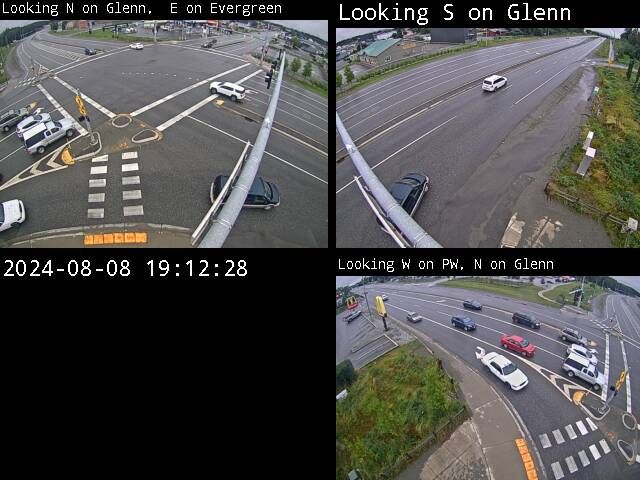 Looking N on Glenn, E on Evergreen
Looking S on Glenn
2024-08-08 19:12:28
Looking W on PW, N on Glenn